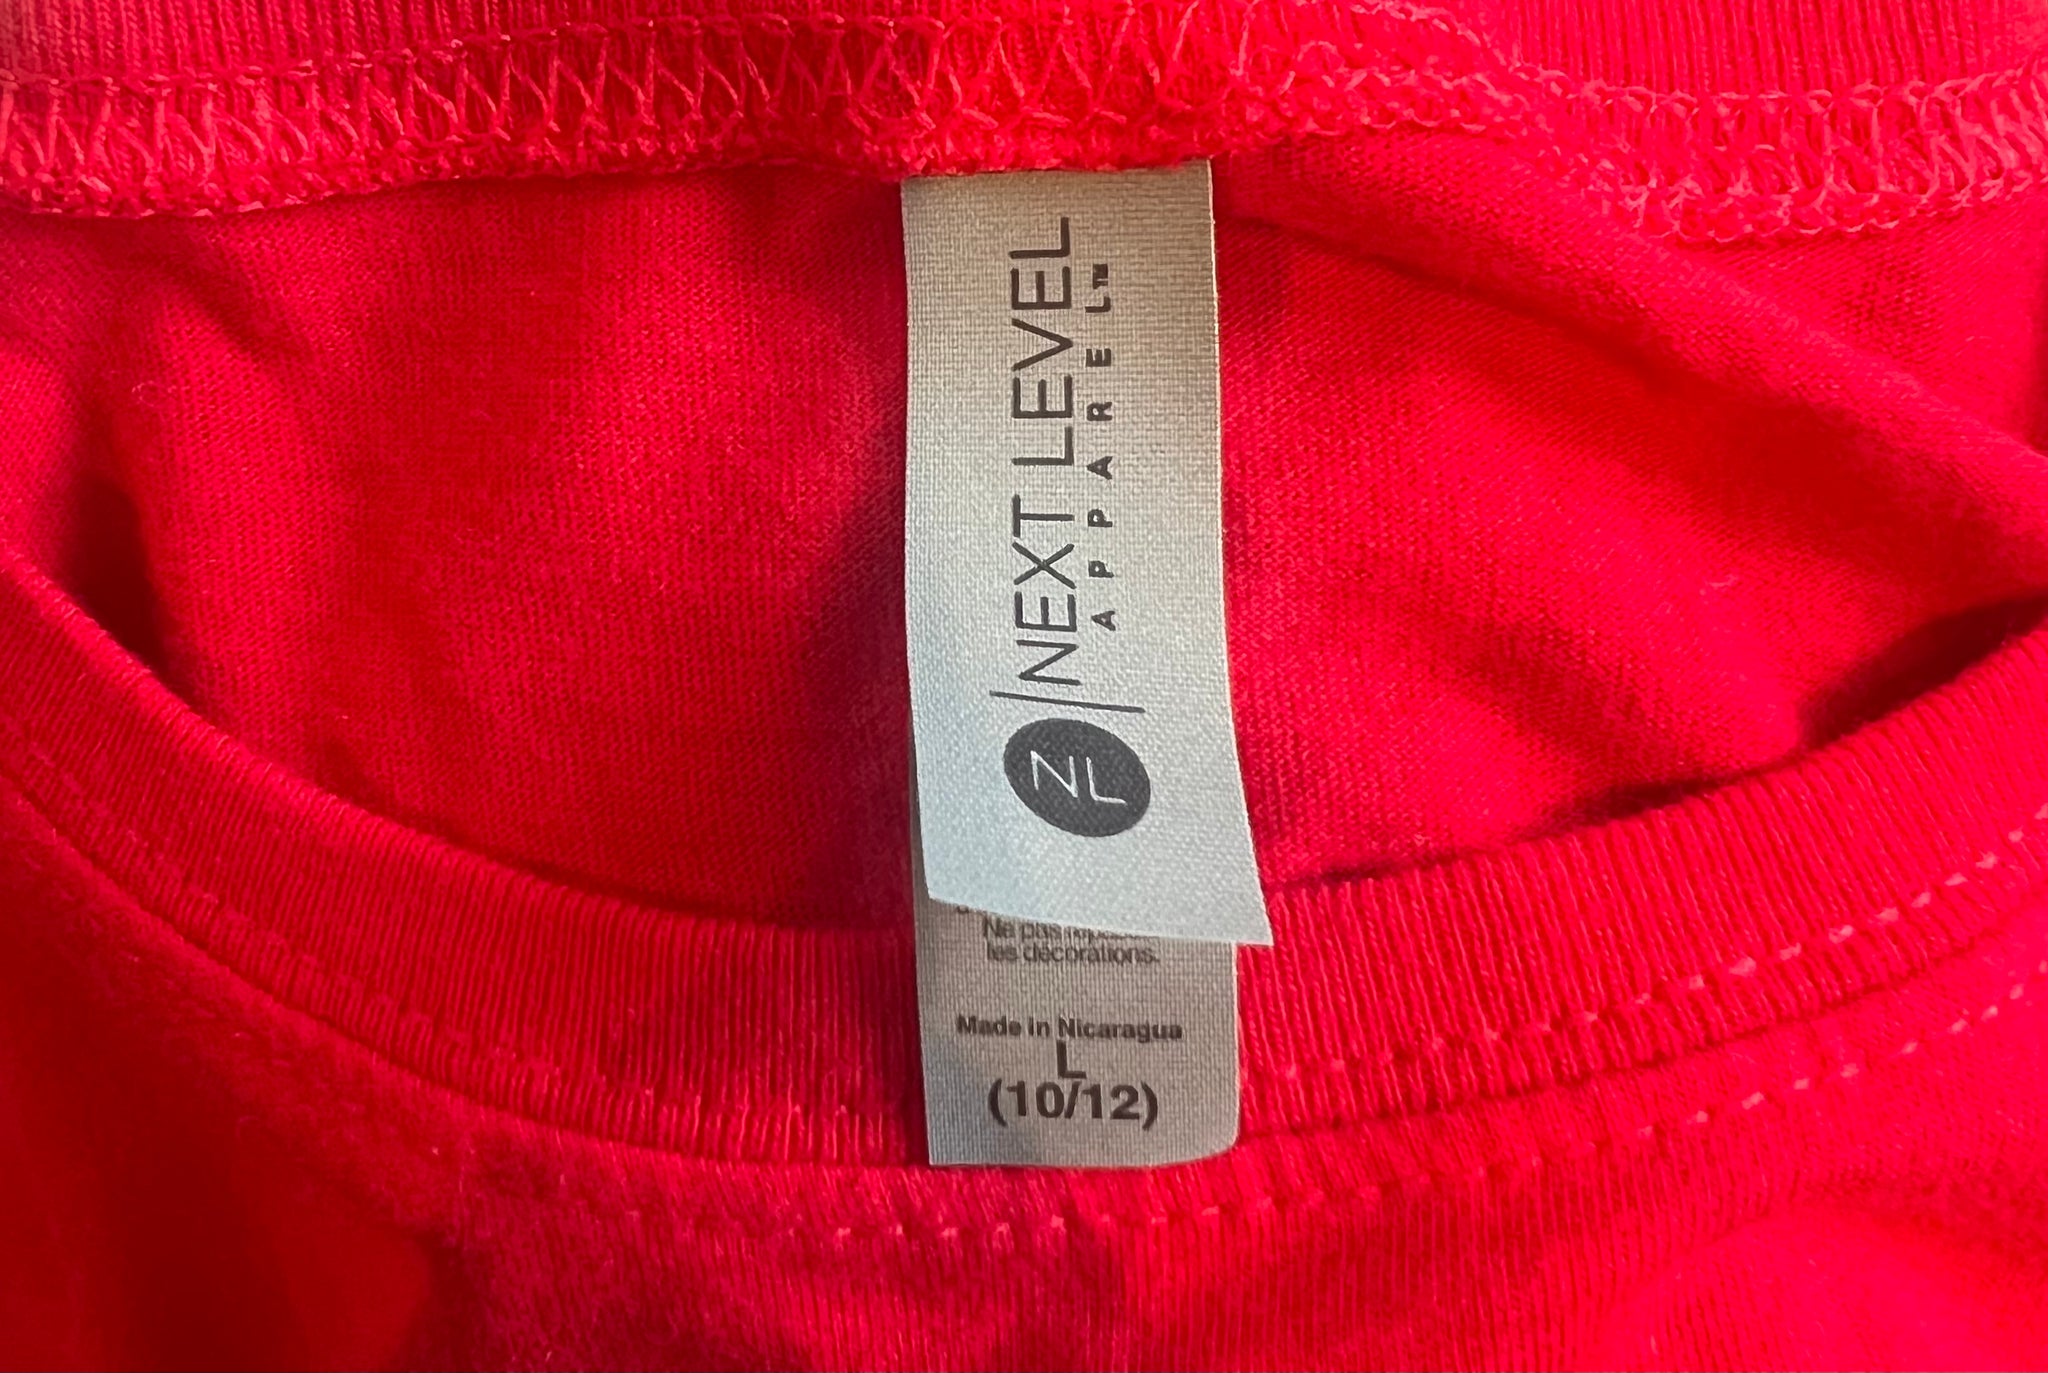 NL
NEXT LEVEL
APPAREL™
Ne pas
les décorations.
Made in Nicaragua
L
(10/12)